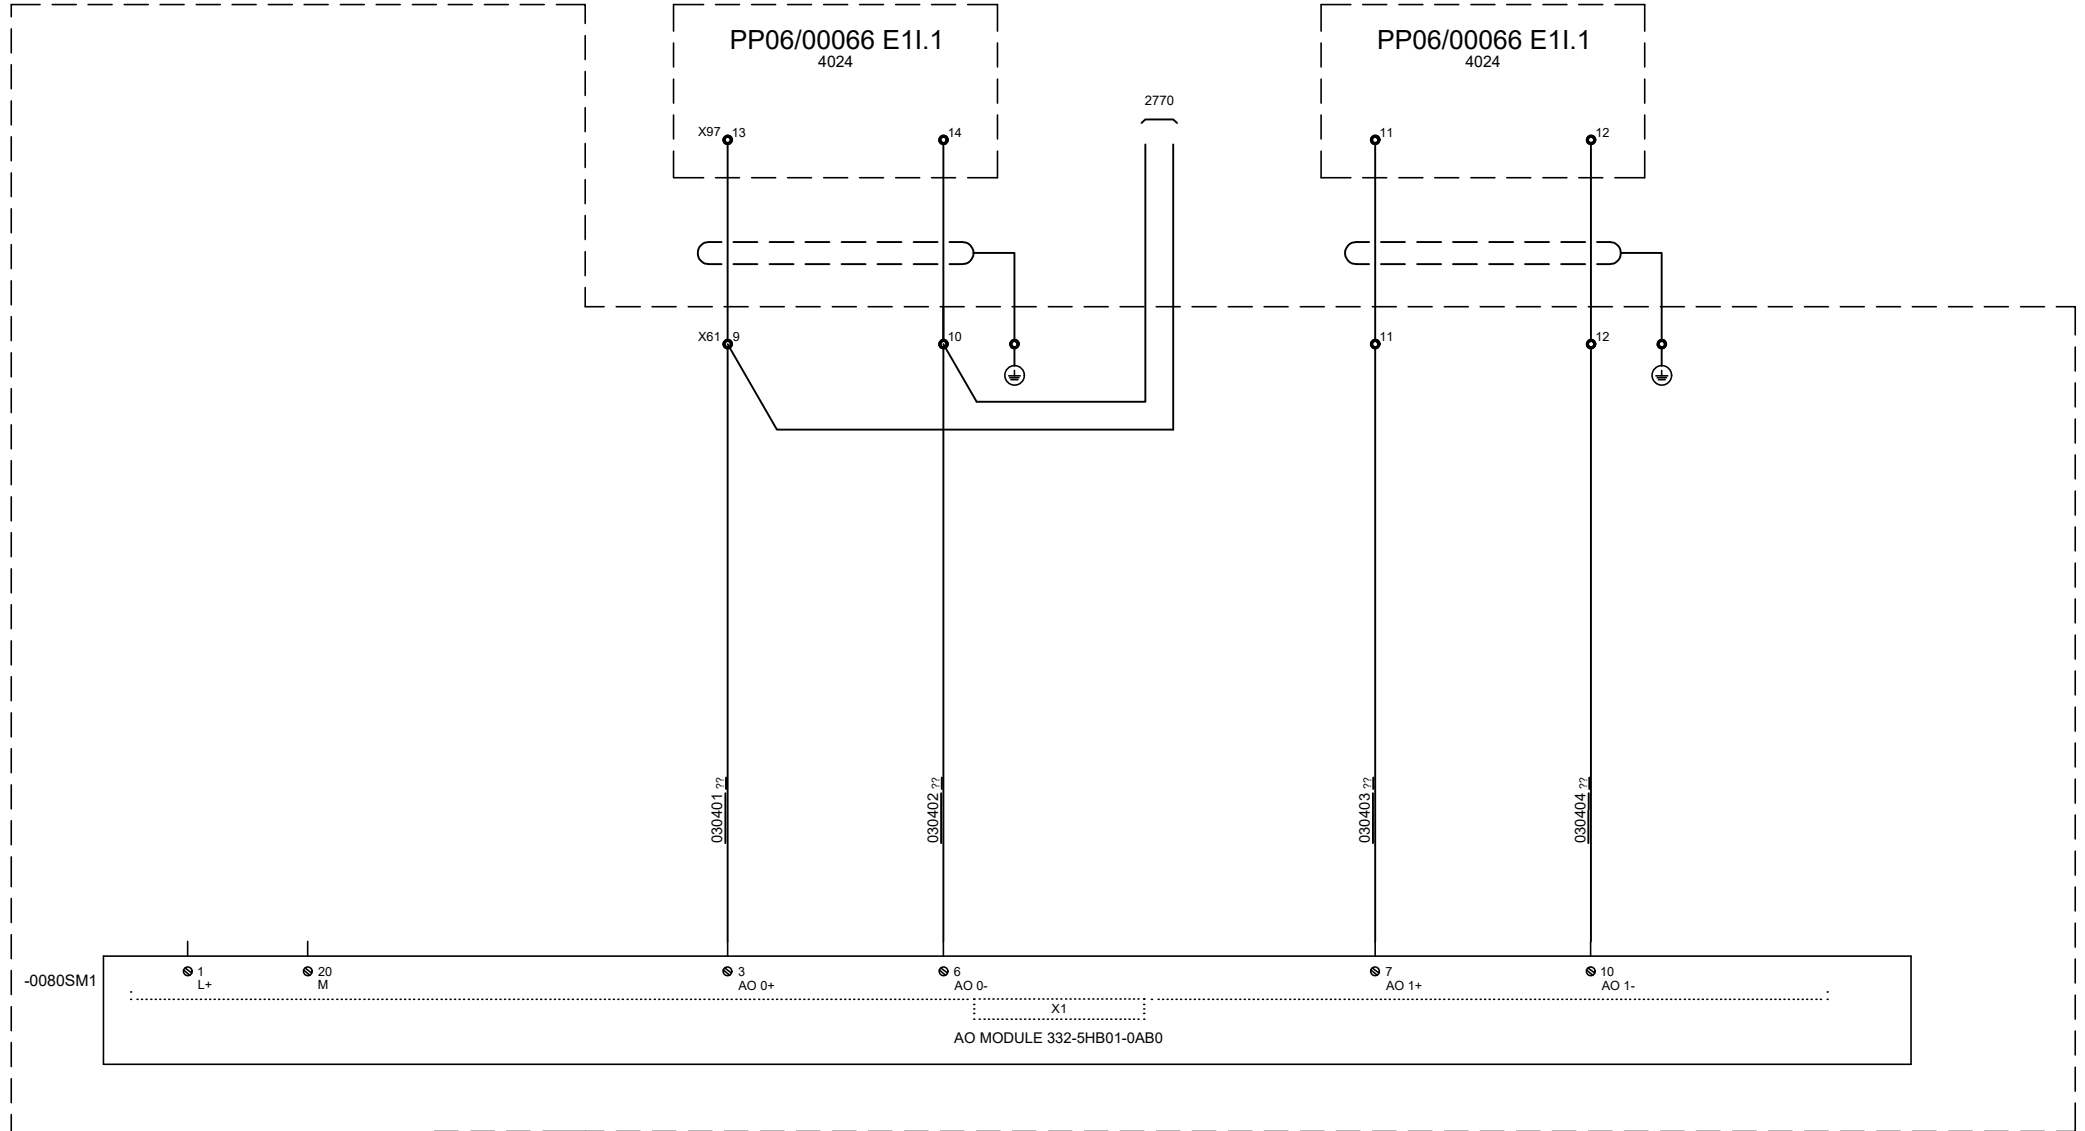 PP06/00066 E1I.1
4024
PP06/00066 E1I.1
4024
2770
X97
13
14
11
12
X61
9
10
11
12
030401 ??
030402 ??
030403 ??
030404 ??
-0080SM1
1
L+
20
M
3
AO 0+
6
AO 0-
7
AO 1+
10
AO 1-
X1
AO MODULE 332-5HB01-0AB0